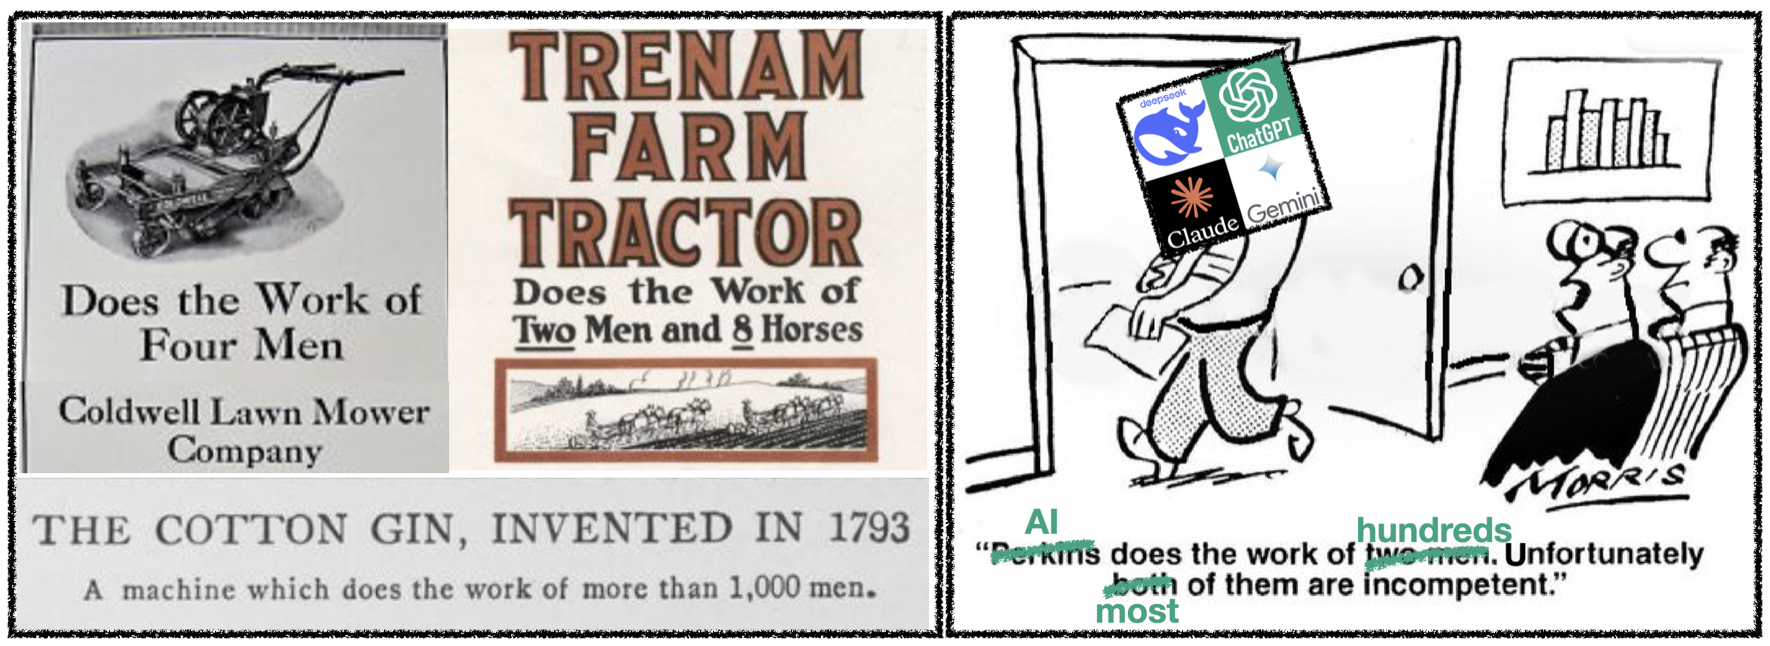 Does the Work of
Four Men
Coldwell Lawn Mower
Company
TRENAM
FARM
TRACTOR
Does the Work of
Two Men and 8 Horses
THE COTTON GIN, INVENTED IN 1793
A machine which does the work of more than 1,000 men.
deepseek
ChatGPT
Claude
Gemini
MORRIS
AI hundreds
“Perkins does the work of two men. Unfortunately
both of them are incompetent.”
most